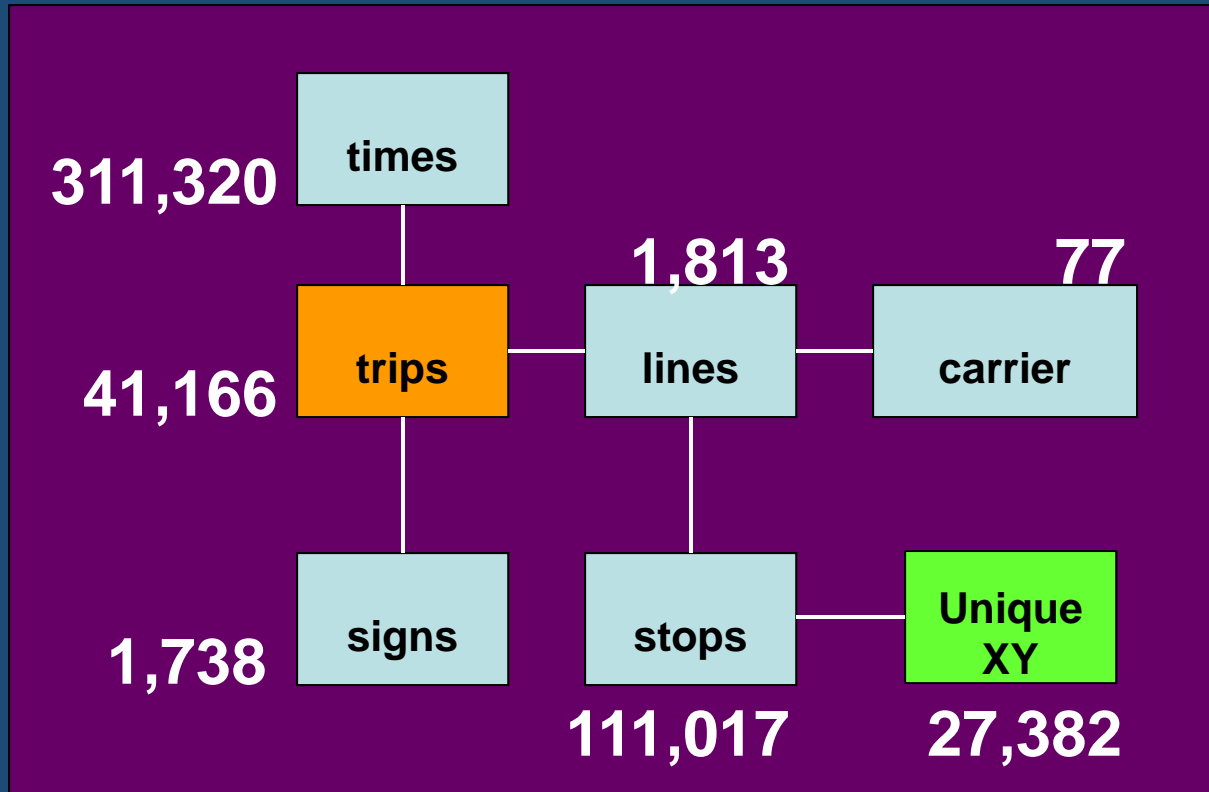 times
311,320
1,813
77
trips
lines
carrier
41,166
signs
stops
Unique
XY
1,738
111,017
27,382